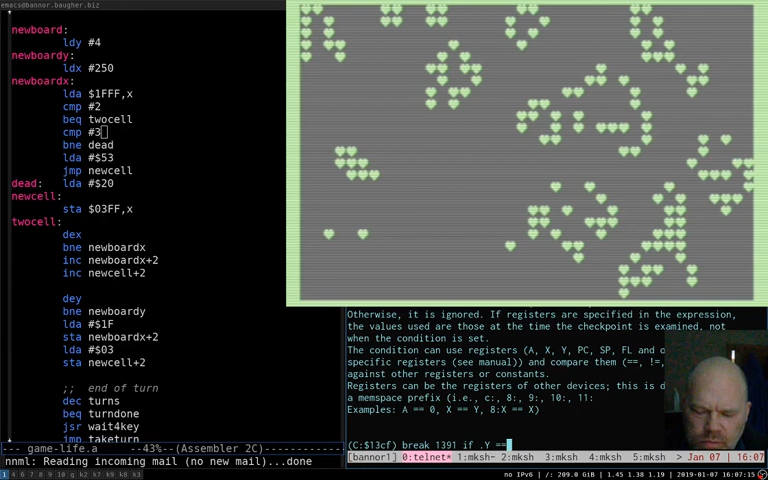 emacs@bannor.baugher.biz
newboard:
ldy #4
newboardy:
ldx #250
newboardx:
lda $1FFF,x
cmp #2
beq twocell
cmp #3
bne dead
lda #$53
jmp newcell
dead: lda #$20
newcell:
sta $03FF,x
twocell:
dex
bne newboardx
inc newboardx+2
inc newcell+2
dey
bne newboardy
lda #$1F
sta newboardx+2
lda #$03
sta newcell+2
;; end of turn
dec turns
beq turndone
jsr wait4key
jmp taketurn
--- game-life.a --43%--(Assembler 2C)
nnml: Reading incoming mail (no new mail)...done
Otherwise, it is ignored. If registers are specified in the expression,
the values used are those at the time the checkpoint is examined, not
when the condition is set.
The condition can use registers (A, X, Y, PC, SP, FL and
specific registers (see manual)) and compare them (==, !=,
against other registers or constants.
Registers can be the registers of other devices; this is
a memspace prefix (i.e., c:, 8:, 9:, 10:, 11:
Examples: A == 0, X == Y, 8:X == X)
(C:$13cf) break 1391 if .Y ==
[bannor1] 0:telnet* 1:mksh- 2:mksh 3:mksh 4:mksh 5:mksh > Jan 07 | 16:07
no IPv6 | /: 209.0 GiB | 1.45 1.38 1.19 | 2019-01-07 16:07:15